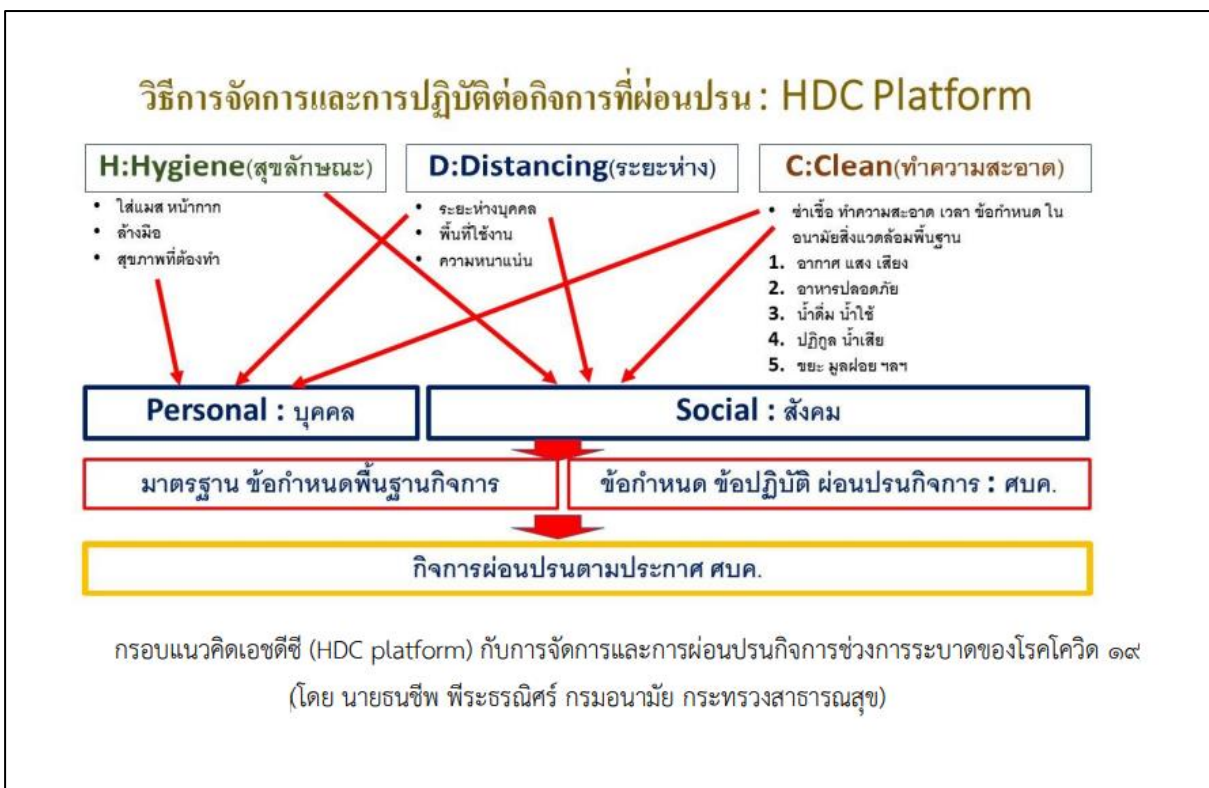 วิธีการจัดการและการปฏิบัติต่อกิจการที่ผ่อนปรน : HDC Platform
H:Hygiene(สุขลักษณะ)
• ใส่แมส หน้ากาก
• ล้างมือ
• สุขภาพที่ต้องทำ
D:Distancing(ระยะห่าง)
• ระยะห่างบุคคล
• พื้นที่ใช้งาน
• ความหนาแน่น
C:Clean(ทำความสะอาด)
• ฆ่าเชื้อ ทำความสะอาด เวลา ข้อกำหนด ใน
อนามัยสิ่งแวดล้อมพื้นฐาน
1. อากาศ แสง เสียง
2. อาหารปลอดภัย
3. น้ำดื่ม น้ำใช้
4. ปฏิกูล น้ำเสีย
5. ขยะ มูลฝอย ฯลฯ
Personal : บุคคล
Social : สังคม
มาตรฐาน ข้อกำหนดพื้นฐานกิจการ
ข้อกำหนด ข้อปฏิบัติ ผ่อนปรนกิจการ : ศบค.
กิจการผ่อนปรนตามประกาศ ศบค.
กรอบแนวคิดเอชดีซี (HDC platform) กับการจัดการและการผ่อนปรนกิจการช่วงการระบาดของโรคโควิด ๑๙
(โดย นายธนชีพ พีระธรณิศร์ กรมอนามัย กระทรวงสาธารณสุข)